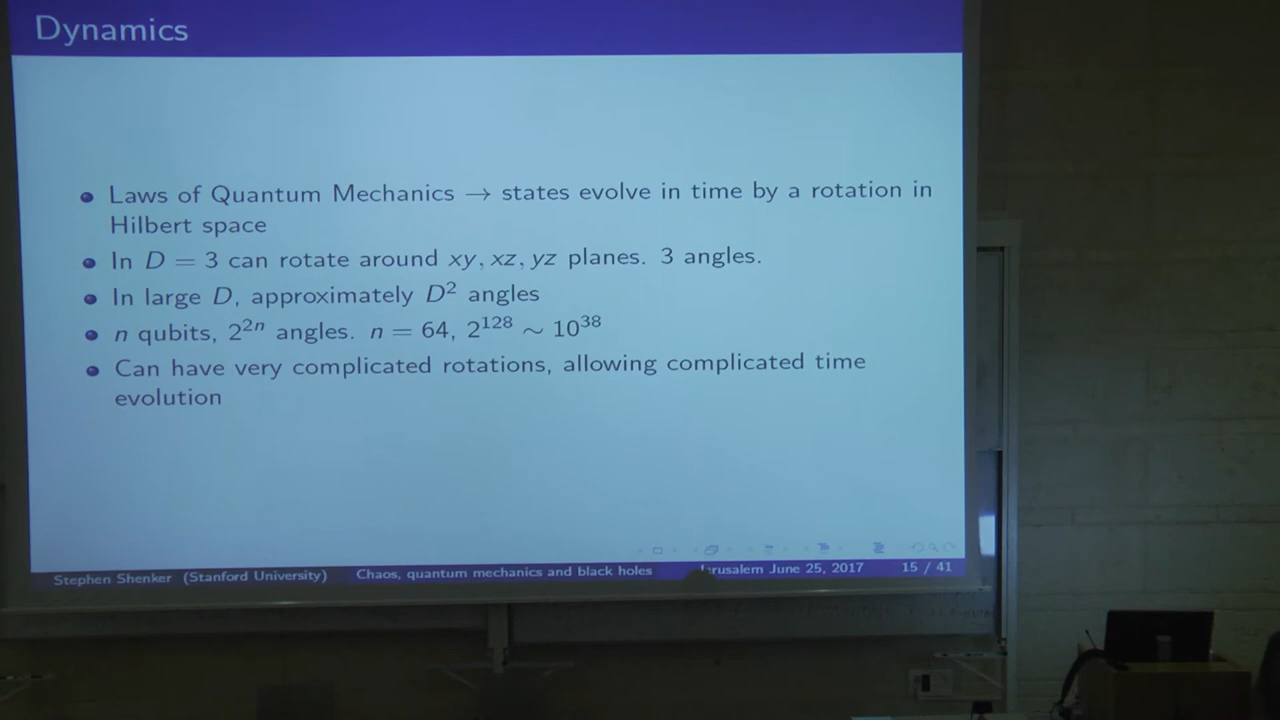 Dynamics
Laws of Quantum Mechanics → states evolve in time by a rotation in
Hilbert space
In D = 3 can rotate around xy, xz, yz planes. 3 angles.
In large D, approximately D² angles
n qubits, 2²ⁿ angles. n = 64, 2¹²⁸ ∼ 10³⁸
Can have very complicated rotations, allowing complicated time
evolution
Stephen Shenker (Stanford University) Chaos, quantum mechanics and black holes June 25, 2017 15 / 41